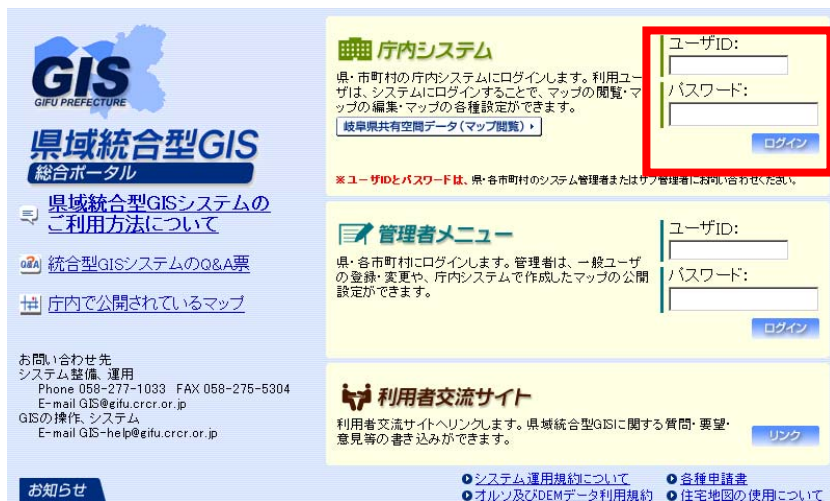 GIS
GIFU PREFECTURE
県域統合型GIS
総合ポータル
県域統合型GISシステムの
ご利用方法について
Q&A
統合型GISシステムのQ&A票
庁内で公開されているマップ
お問い合わせ先
システム整備、運用
Phone 058-277-1033 FAX 058-275-5304
E-mail GIS@gifu.crcr.or.jp
GISの操作、システム
E-mail GIS-help@gifu.crcr.or.jp
お知らせ
庁内システム
県・市町村の庁内システムにログインします。利用ユー
ザは、システムにログインすることで、マップの閲覧・マ
ップの編集・マップの各種設定ができます。
岐阜県共有空間データ(マップ閲覧)
ユーザID:
パスワード:
ログイン
※ユーザIDとパスワードは、県・各市町村のシステム管理者またはサブ管理者にお問い合わせください。
管理者メニュー
県・各市町村にログインします。管理者は、一般ユーザ
の登録・変更や、庁内システムで作成したマップの公開
設定ができます。
ユーザID:
パスワード:
ログイン
利用者交流サイト
利用者交流サイトへリンクします。県域統合型GISに関する質問・要望・
意見等の書き込みができます。
リンク
システム運用規約について 各種申請書
オルソ及びDEMデータ利用規約 住宅地図の使用について